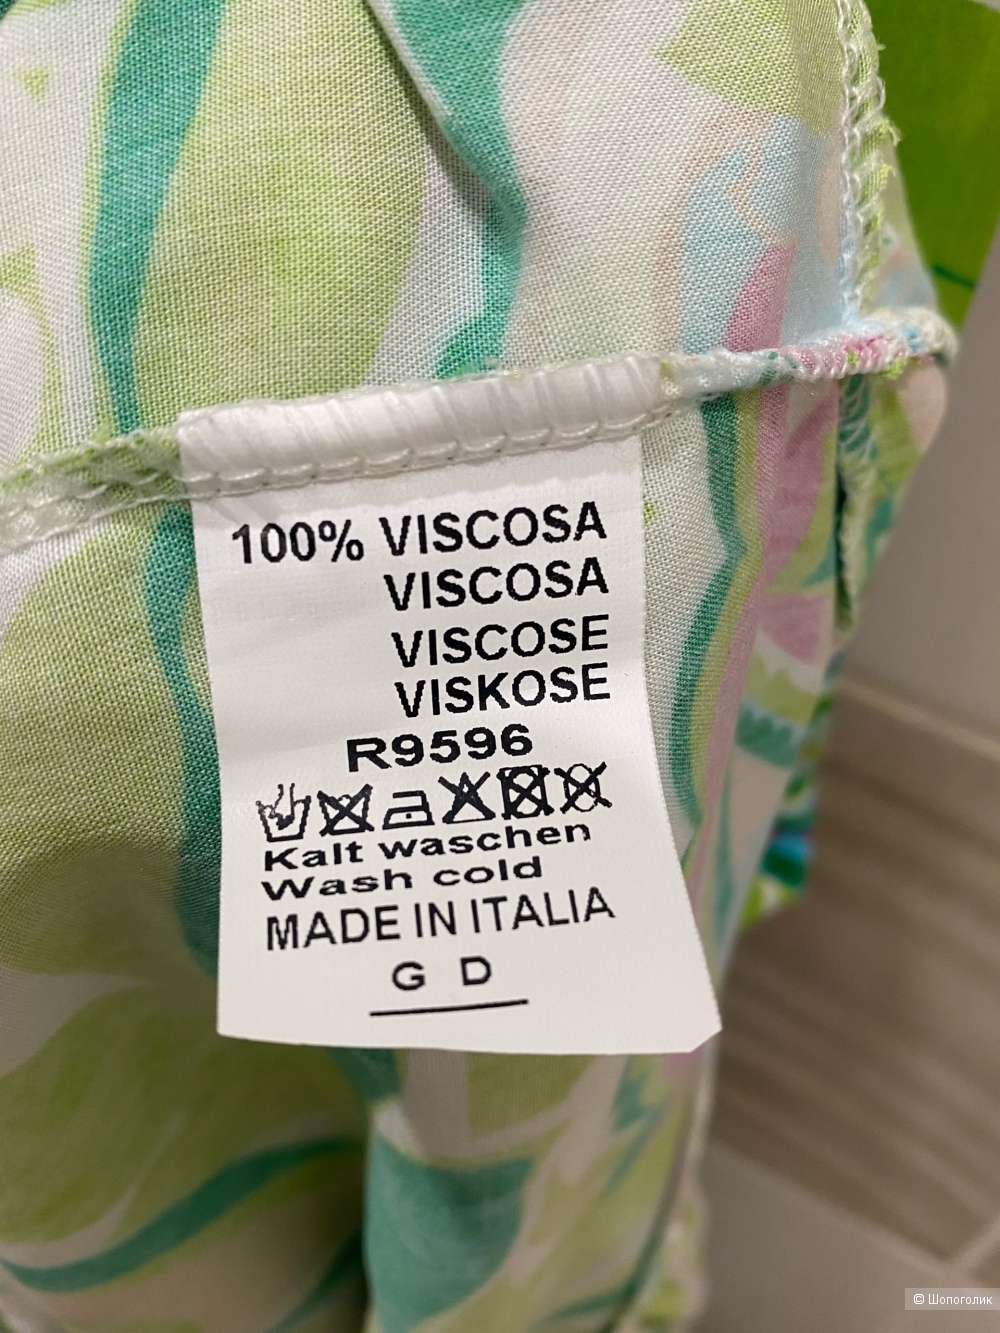 100% VISCOSA
VISCOSA
VISCOSE
VISKOSE
R9596
Kalt waschen
Wash cold
MADE IN ITALIA
G D
© Шопоголик